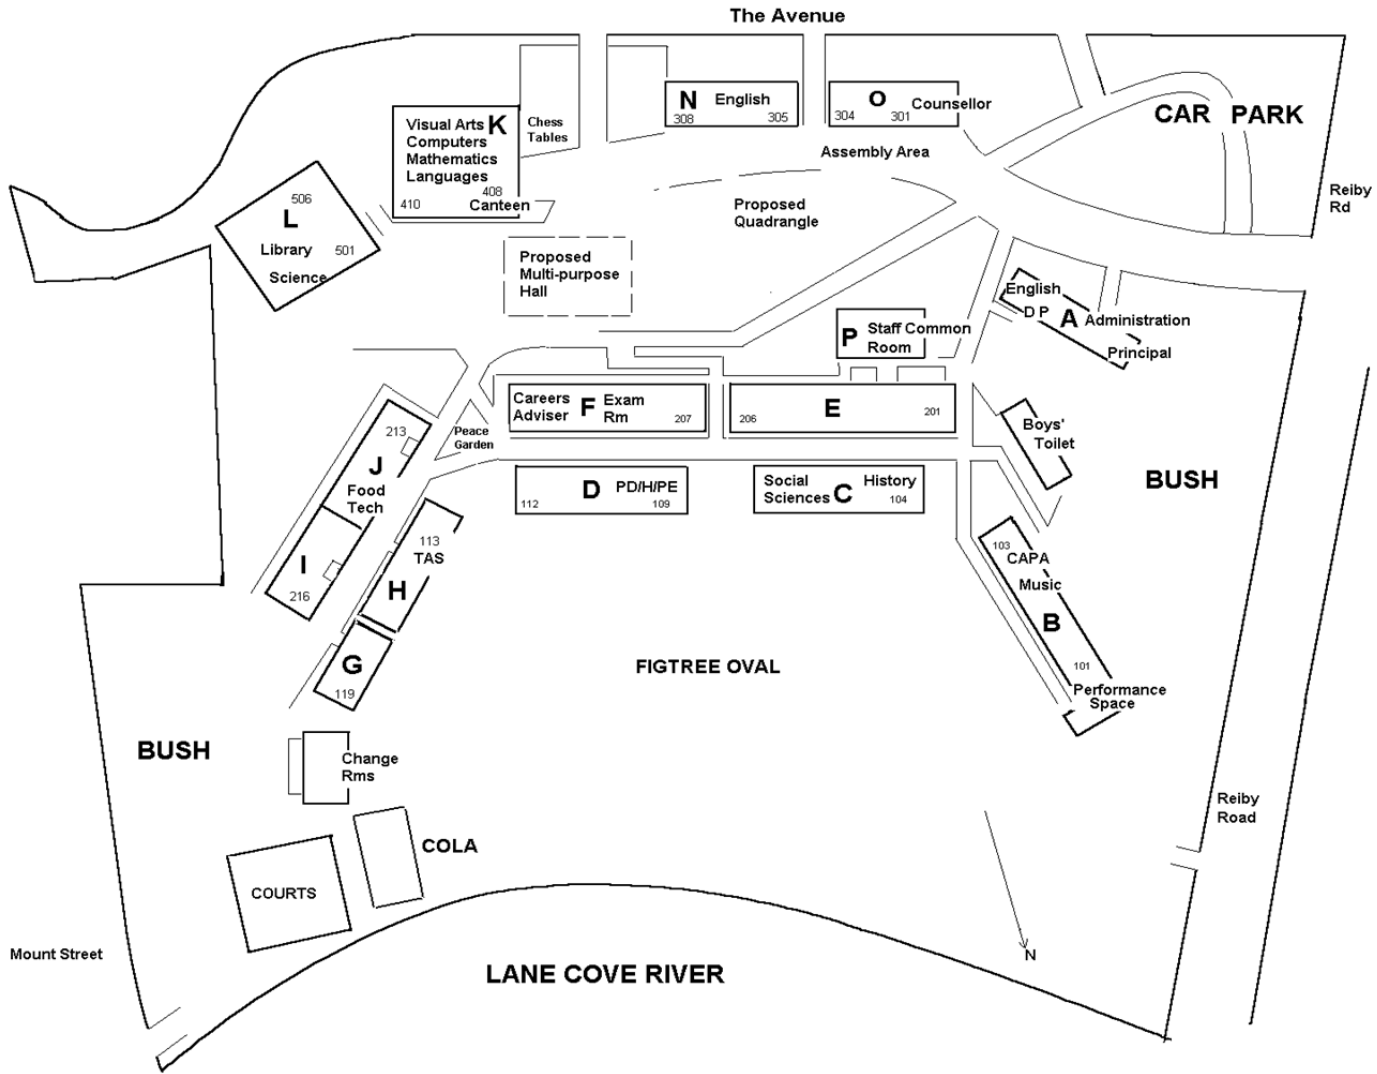 The Avenue
N English
308 305
O Counsellor
304 301
CAR PARK
Visual Arts K
Computers
Mathematics
Languages
408
410 Canteen
Chess
Tables
Assembly Area
Reiby
Rd
506
L
Library 501
Science
Proposed
Quadrangle
Proposed
Multi-purpose
Hall
English
D P A Administration
Principal
P Staff Common
Room
Careers
Adviser F Exam
Rm 207
206 E 201
Peace
Garden
Boys'
Toilet
BUSH
213
J
Food
Tech
I
216
D PD/H/PE
112 109
Social
Sciences C History
104
113
TAS
H
G
119
103
CAPA
Music
B
101
Performance
Space
FIGTREE OVAL
BUSH
Change
Rms
COLA
COURTS
Reiby
Road
N
Mount Street
LANE COVE RIVER